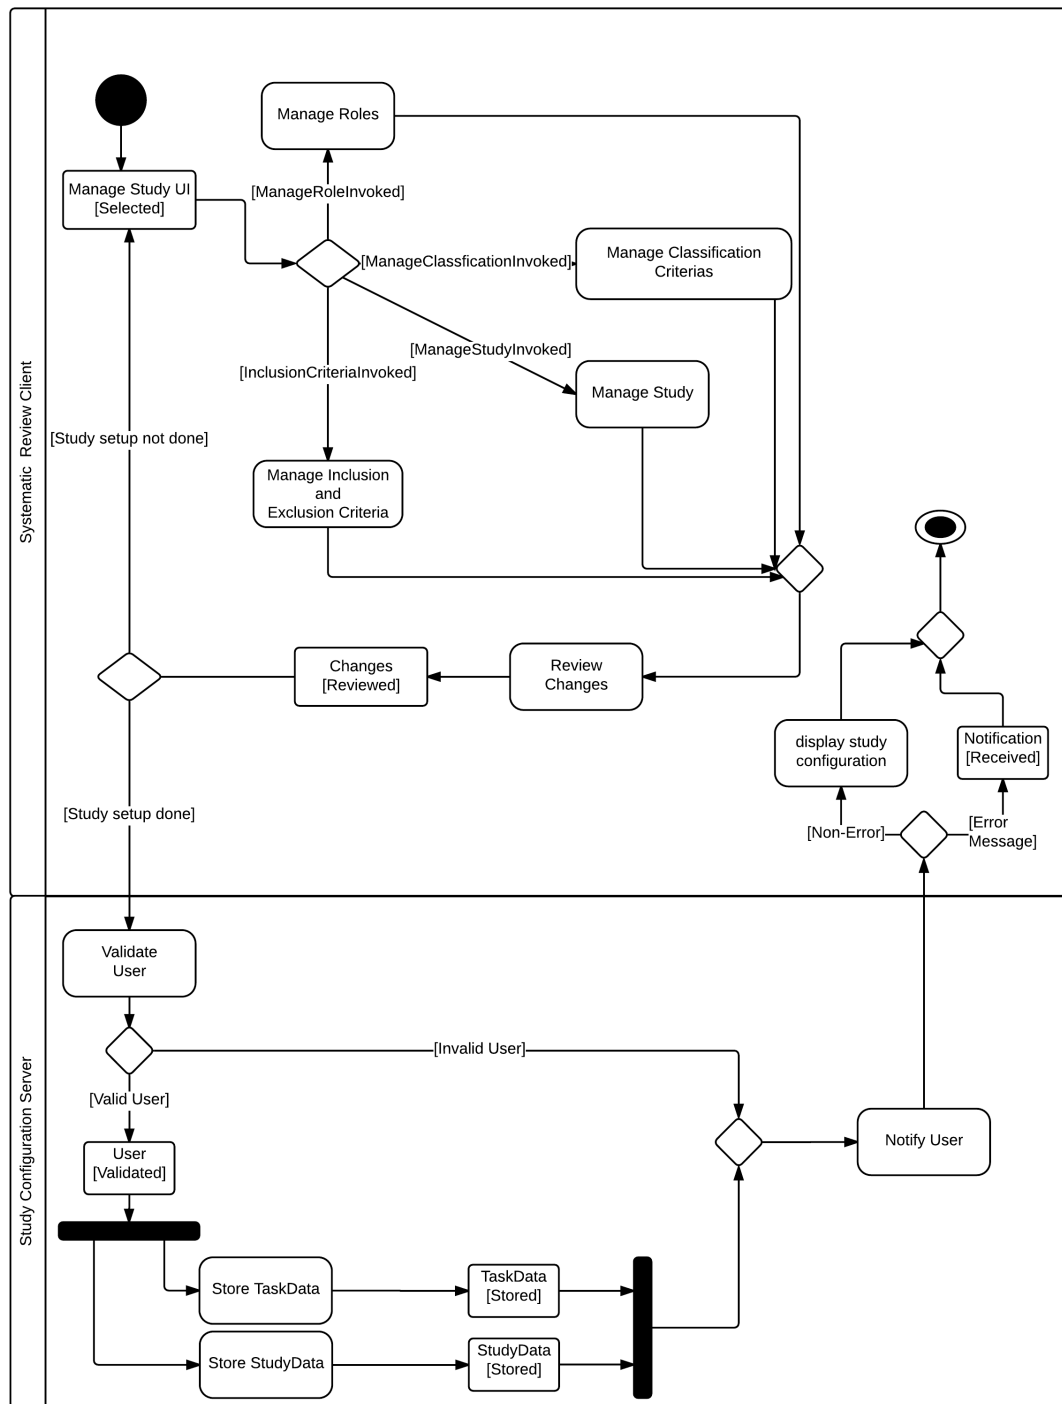 Systematic Review Client
Manage Roles
Manage Study UI
[Selected]
[ManageRoleInvoked]
[ManageClassficationInvoked]
Manage Classification
Criterias
[ManageStudyInvoked]
[InclusionCriteriaInvoked]
Manage Study
[Study setup not done]
Manage Inclusion
and
Exclusion Criteria
Changes
[Reviewed]
Review
Changes
display study
configuration
Notification
[Received]
[Study setup done]
[Non-Error]
[Error
Message]
Study Configuration Server
Validate
User
[Invalid User]
[Valid User]
User
[Validated]
Notify User
Store TaskData
TaskData
[Stored]
Store StudyData
StudyData
[Stored]